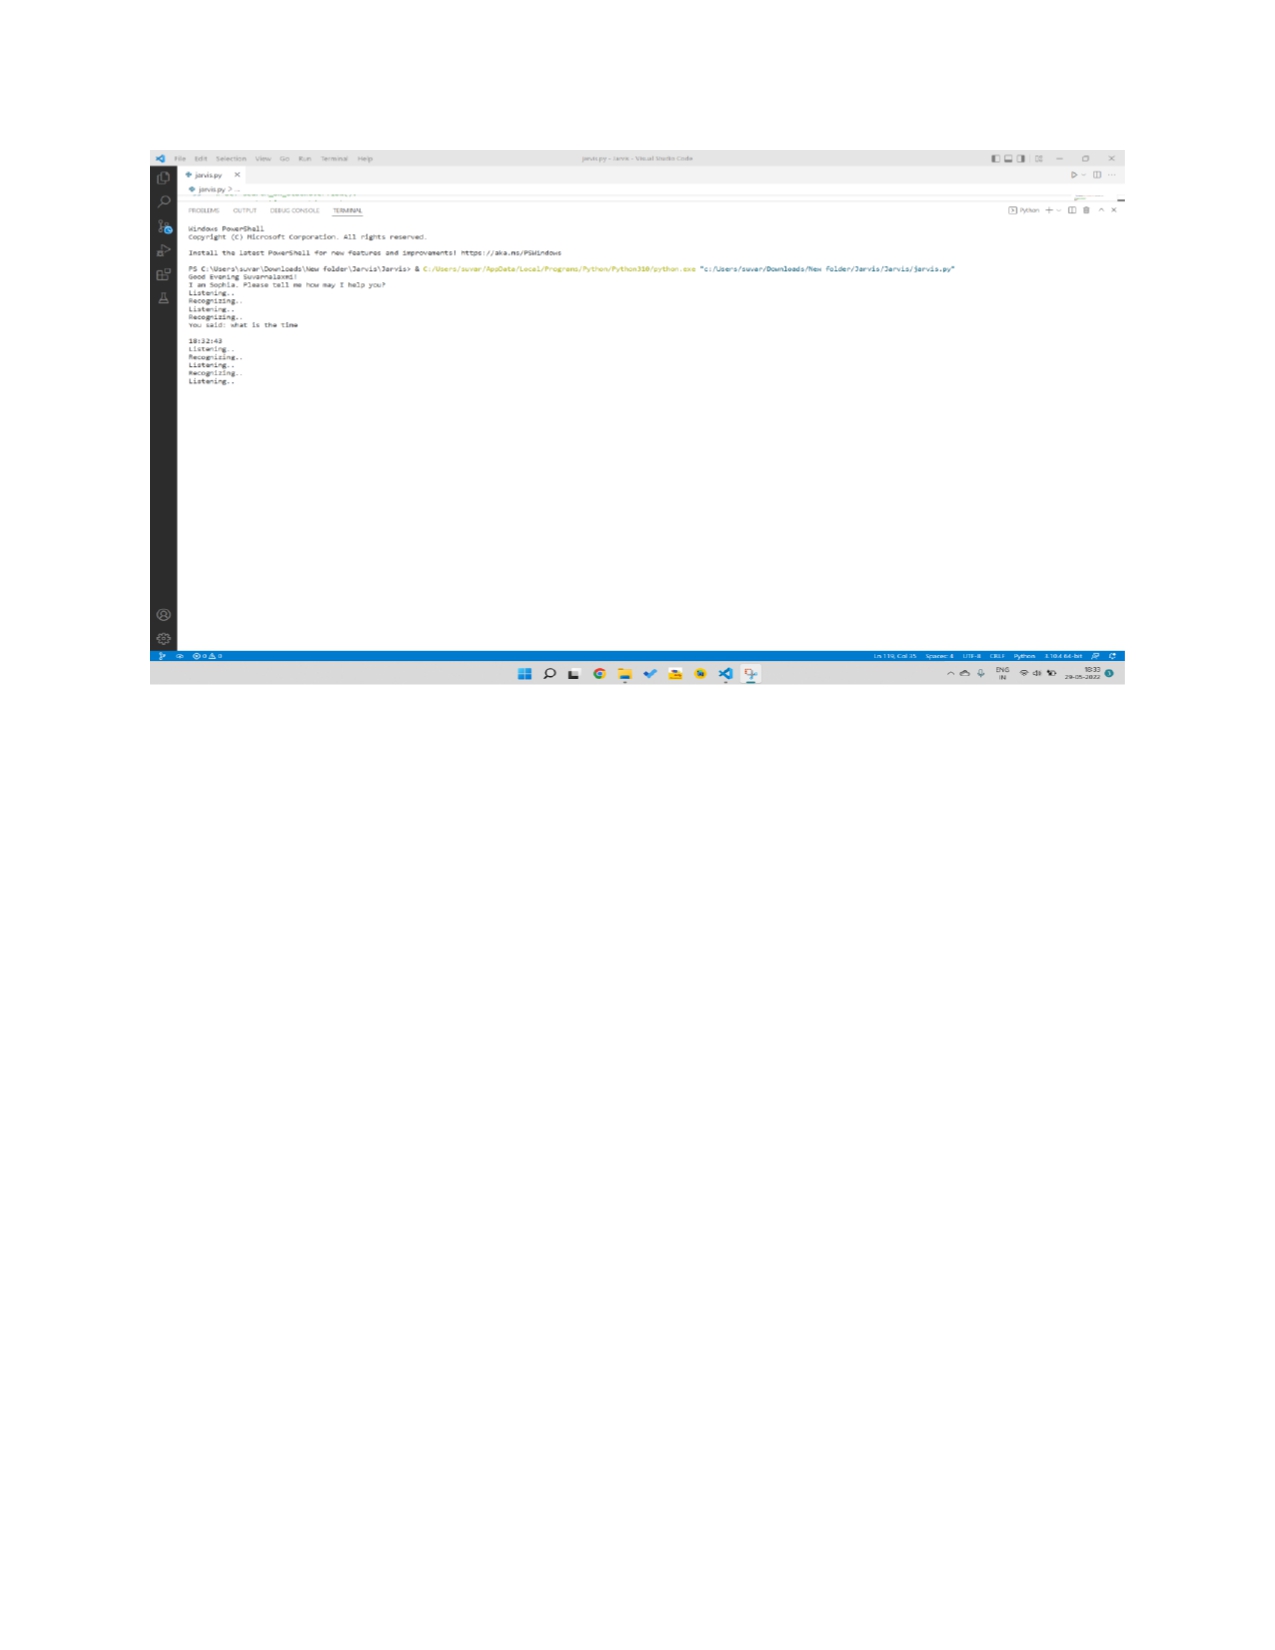 File Edit Selection View Go Run Terminal Help
jarvis.py - Jarvis - Visual Studio Code
jarvis.py
jarvis.py > ...
PROBLEMS OUTPUT DEBUG CONSOLE TERMINAL
Python
Windows PowerShell
Copyright (C) Microsoft Corporation. All rights reserved.
Install the latest PowerShell for new features and improvements! https://aka.ms/PSWindows
PS C:\Users\suvar\Downloads\New folder\Jarvis\Jarvis> & C:/Users/suvar/AppData/Local/Programs/Python/Python310/python.exe "c:/Users/suvar/Downloads/New folder/Jarvis/Jarvis/jarvis.py"
Good Evening Suvarnalaxmi!
I am Sophia. Please tell me how may I help you?
Listening..
Recognizing..
Listening..
Recognizing..
You said: what is the time
18:32:43
Listening..
Recognizing..
Listening..
Recognizing..
Listening..
0 0
Ln 119, Col 35 Spaces: 8 UTF-8 CRLF Python 3.10.4 64-bit
ENG 18:33
IN 29-05-2022